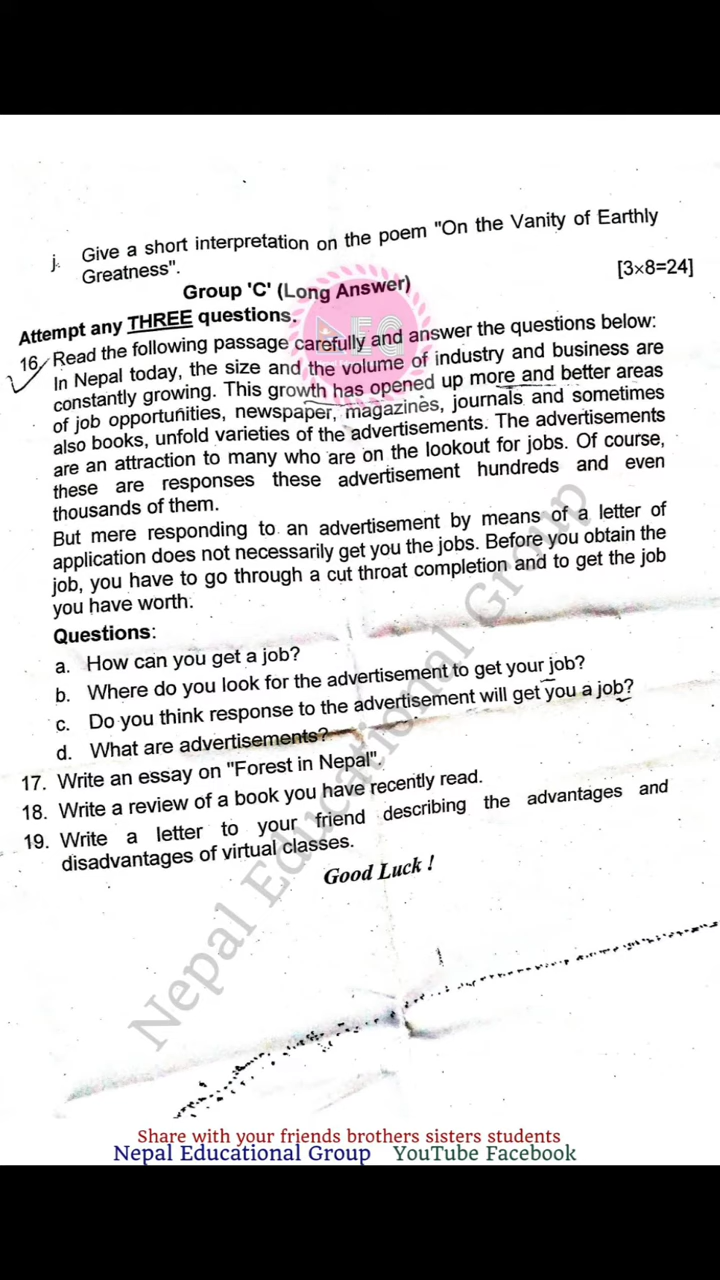 j. Give a short interpretation on the poem "On the Vanity of Earthly
Greatness".
Group 'C' (Long Answer) [3×8=24]
Attempt any THREE questions.
16. Read the following passage carefully and answer the questions below:
In Nepal today, the size and the volume of industry and business are
constantly growing. This growth has opened up more and better areas
of job opportunities, newspaper, magazines, journals and sometimes
also books, unfold varieties of the advertisements. The advertisements
are an attraction to many who are on the lookout for jobs. Of course,
these are responses these advertisement hundreds and even
thousands of them.
But mere responding to an advertisement by means of a letter of
application does not necessarily get you the jobs. Before you obtain the
job, you have to go through a cut throat completion and to get the job
you have worth.
Questions:
a. How can you get a job?
b. Where do you look for the advertisement to get your job?
c. Do you think response to the advertisement will get you a job?
d. What are advertisements?
17. Write an essay on "Forest in Nepal".
18. Write a review of a book you have recently read.
19. Write a letter to your friend describing the advantages and
disadvantages of virtual classes.
Good Luck !
NEG
Nepal Educational Group
Share with your friends brothers sisters students
Nepal Educational Group YouTube Facebook